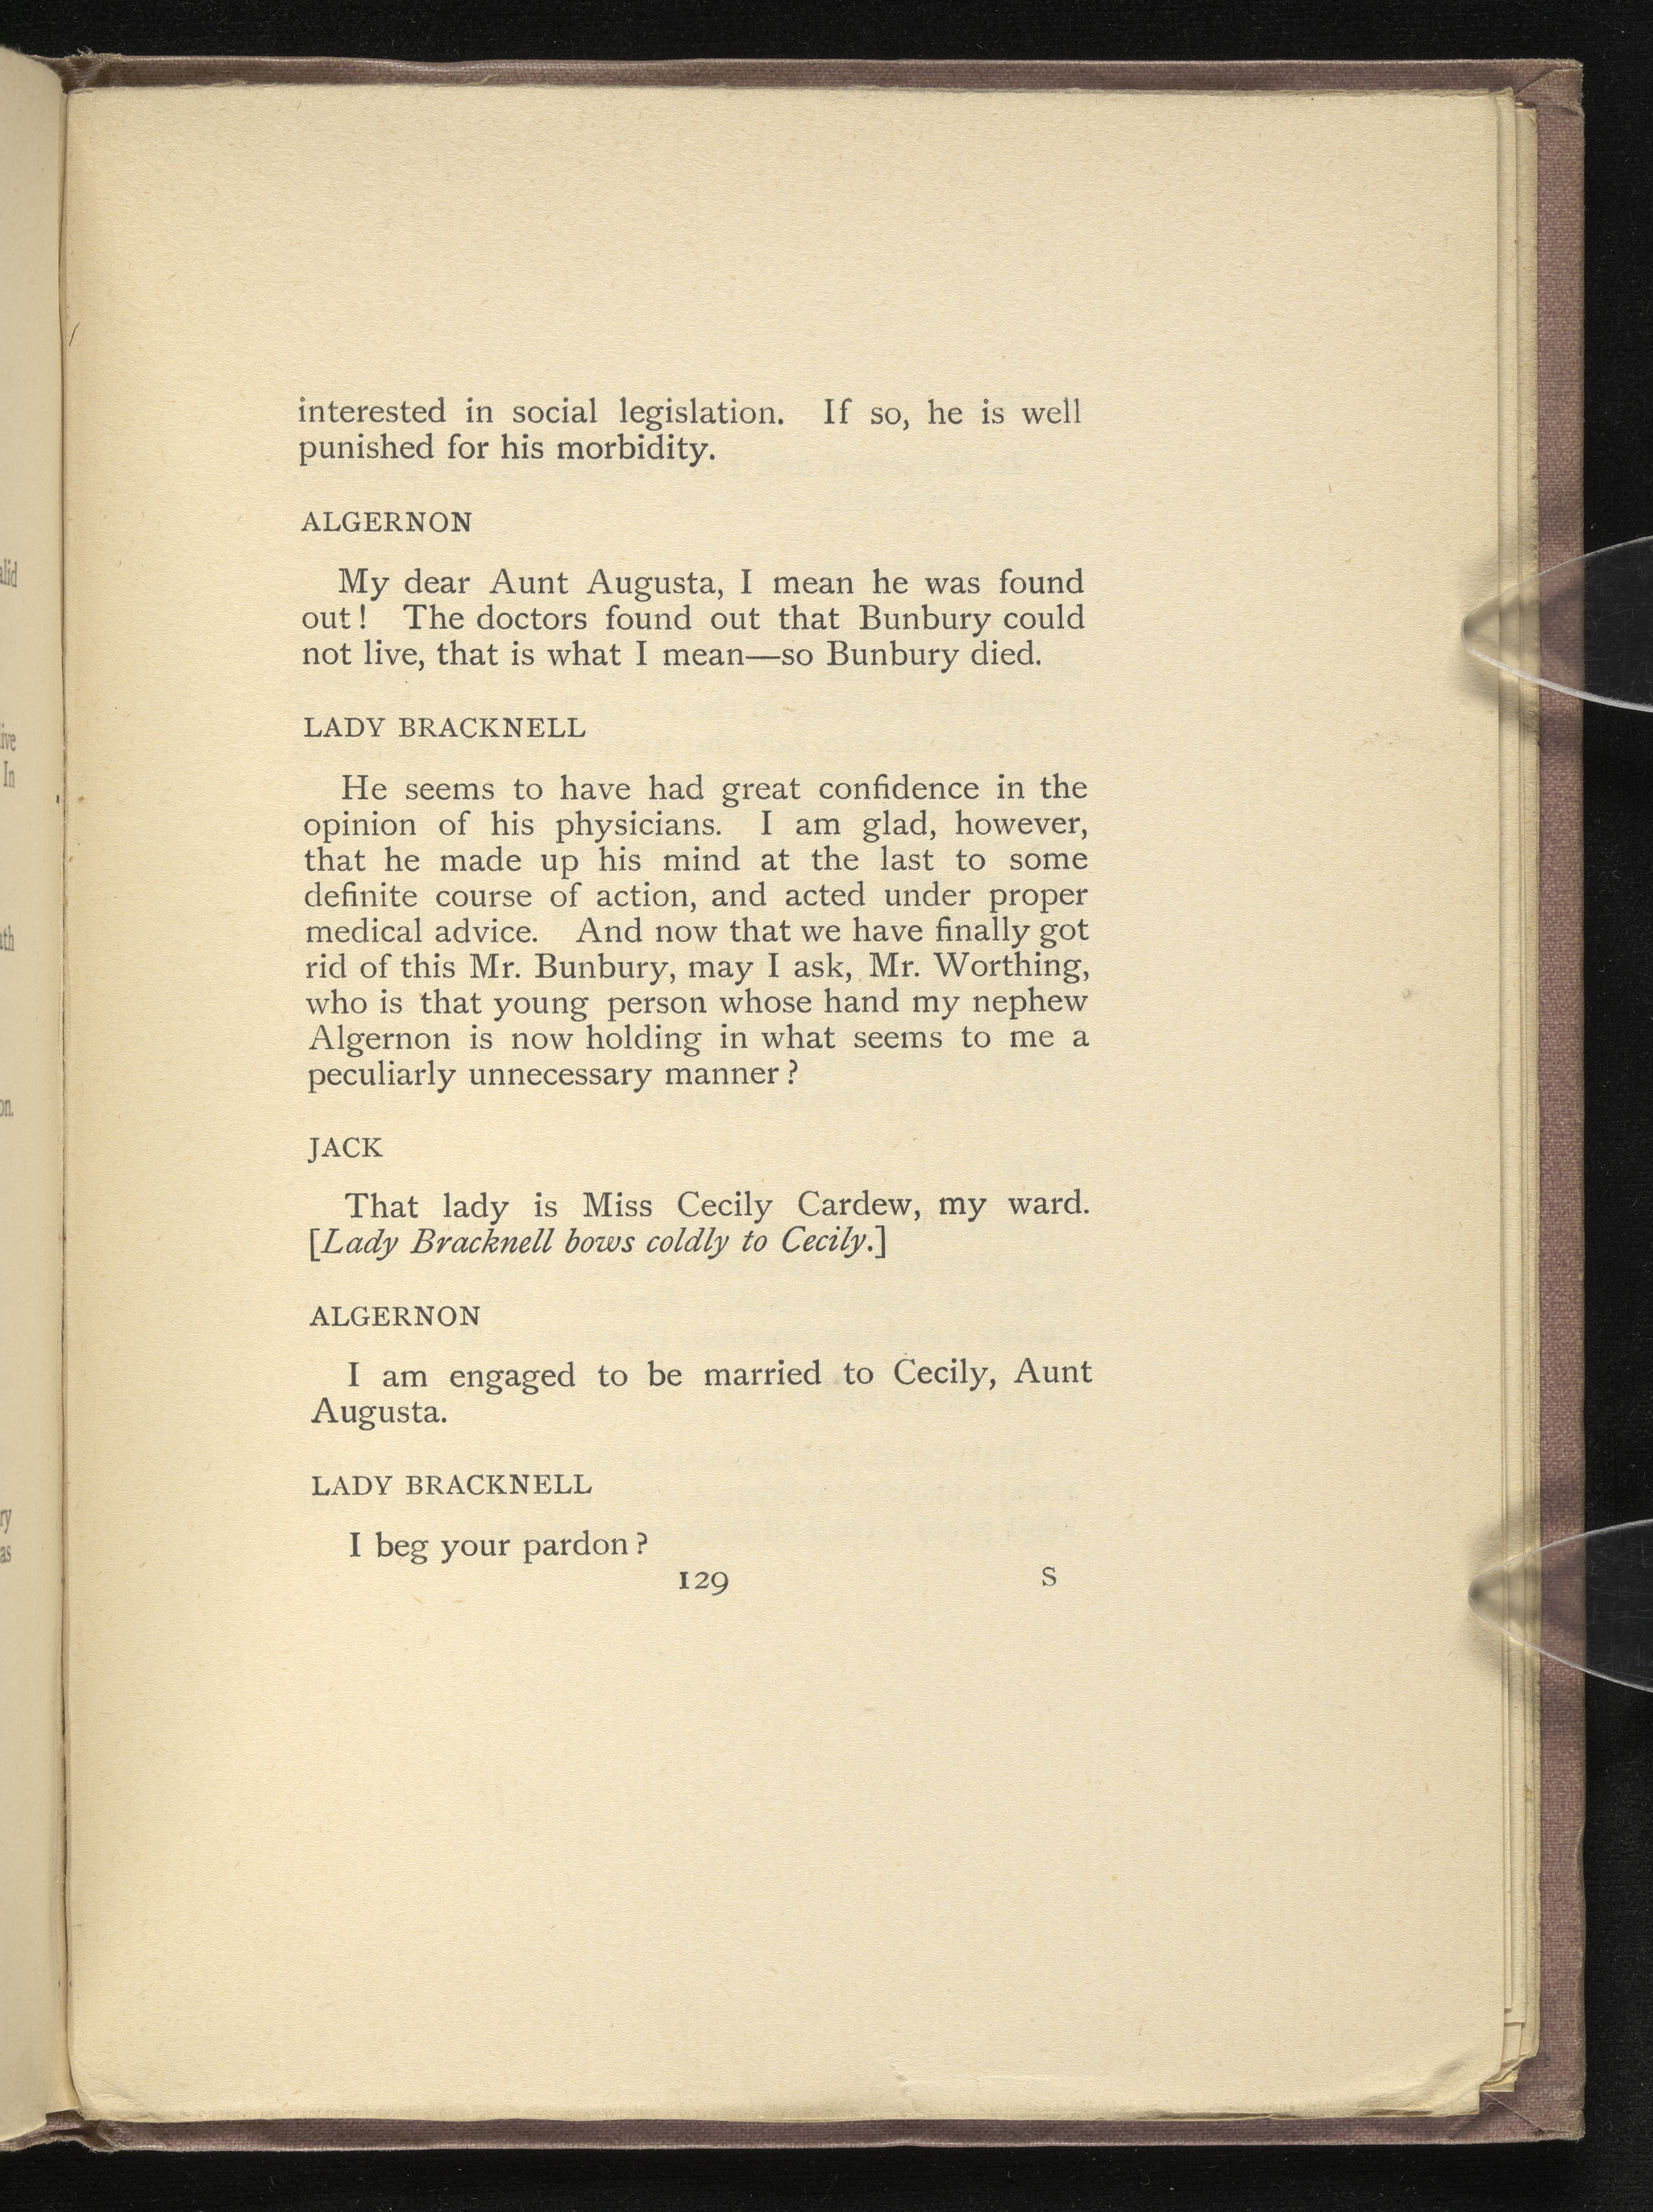 interested in social legislation. If so, he is well
punished for his morbidity.
ALGERNON
My dear Aunt Augusta, I mean he was found
out! The doctors found out that Bunbury could
not live, that is what I mean—so Bunbury died.
LADY BRACKNELL
He seems to have had great confidence in the
opinion of his physicians. I am glad, however,
that he made up his mind at the last to some
definite course of action, and acted under proper
medical advice. And now that we have finally got
rid of this Mr. Bunbury, may I ask, Mr. Worthing,
who is that young person whose hand my nephew
Algernon is now holding in what seems to me a
peculiarly unnecessary manner?
JACK
That lady is Miss Cecily Cardew, my ward.
[Lady Bracknell bows coldly to Cecily.]
ALGERNON
I am engaged to be married to Cecily, Aunt
Augusta.
LADY BRACKNELL
I beg your pardon?
129 S